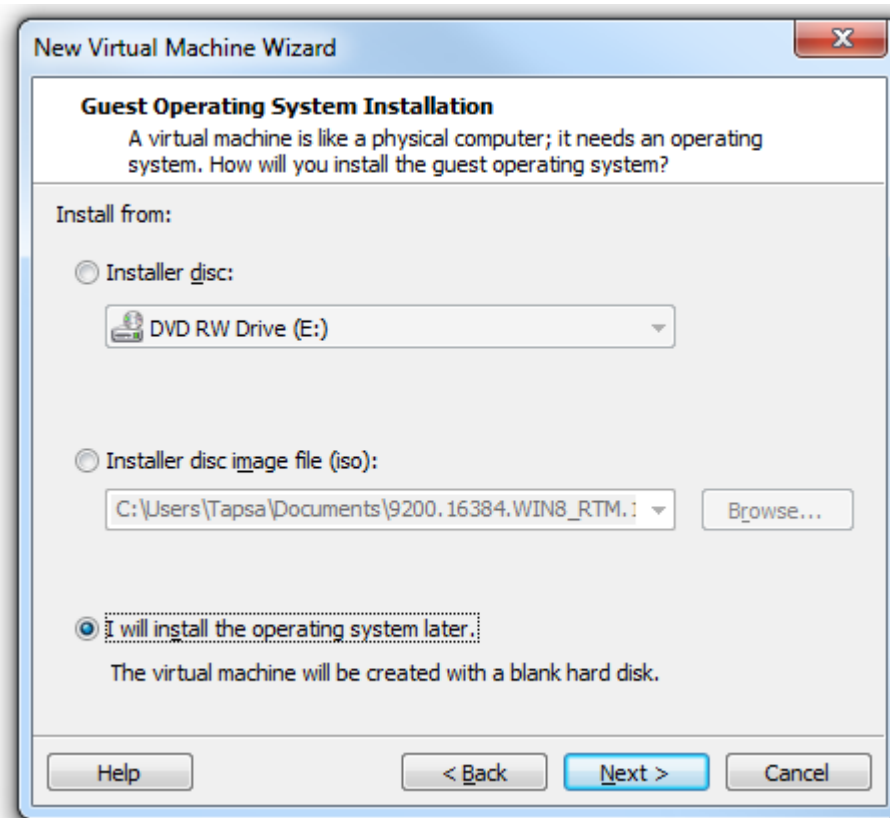 New Virtual Machine Wizard
Guest Operating System Installation
A virtual machine is like a physical computer; it needs an operating
system. How will you install the guest operating system?
Install from:
Installer disc:
DVD RW Drive (E:)
Installer disc image file (iso):
C:\Users\Tapsa\Documents\9200.16384.WIN8_RTM.1
Browse...
I will install the operating system later.
The virtual machine will be created with a blank hard disk.
Help
< Back
Next >
Cancel